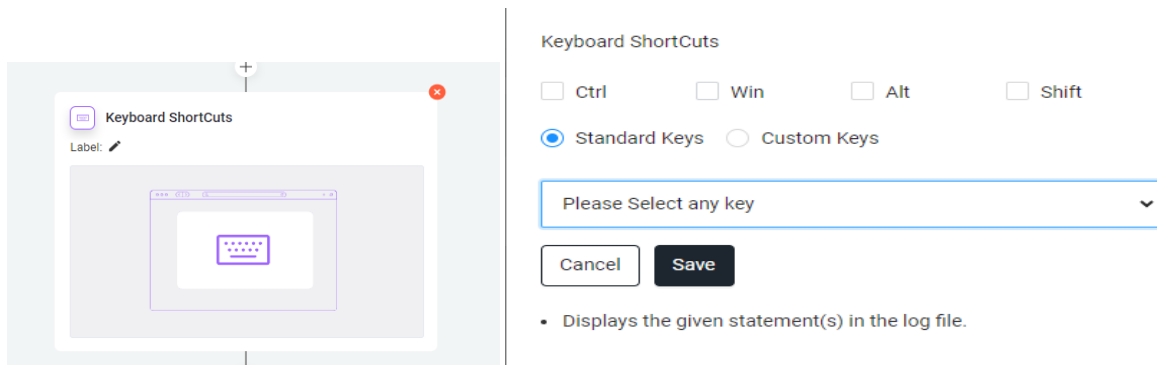 Keyboard ShortCuts
Label:
Keyboard ShortCuts
Ctrl Win Alt Shift
Standard Keys Custom Keys
Please Select any key
Cancel Save
• Displays the given statement(s) in the log file.